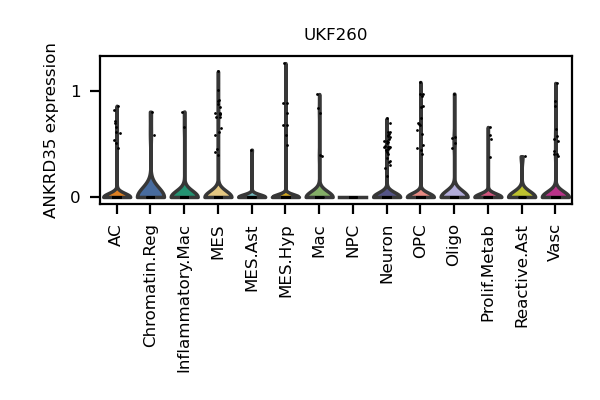 UKF260
ANKRD35 expression
1
0
AC
Chromatin.Reg
Inflammatory.Mac
MES
MES.Ast
MES.Hyp
Mac
NPC
Neuron
OPC
Oligo
Prolif.Metab
Reactive.Ast
Vasc